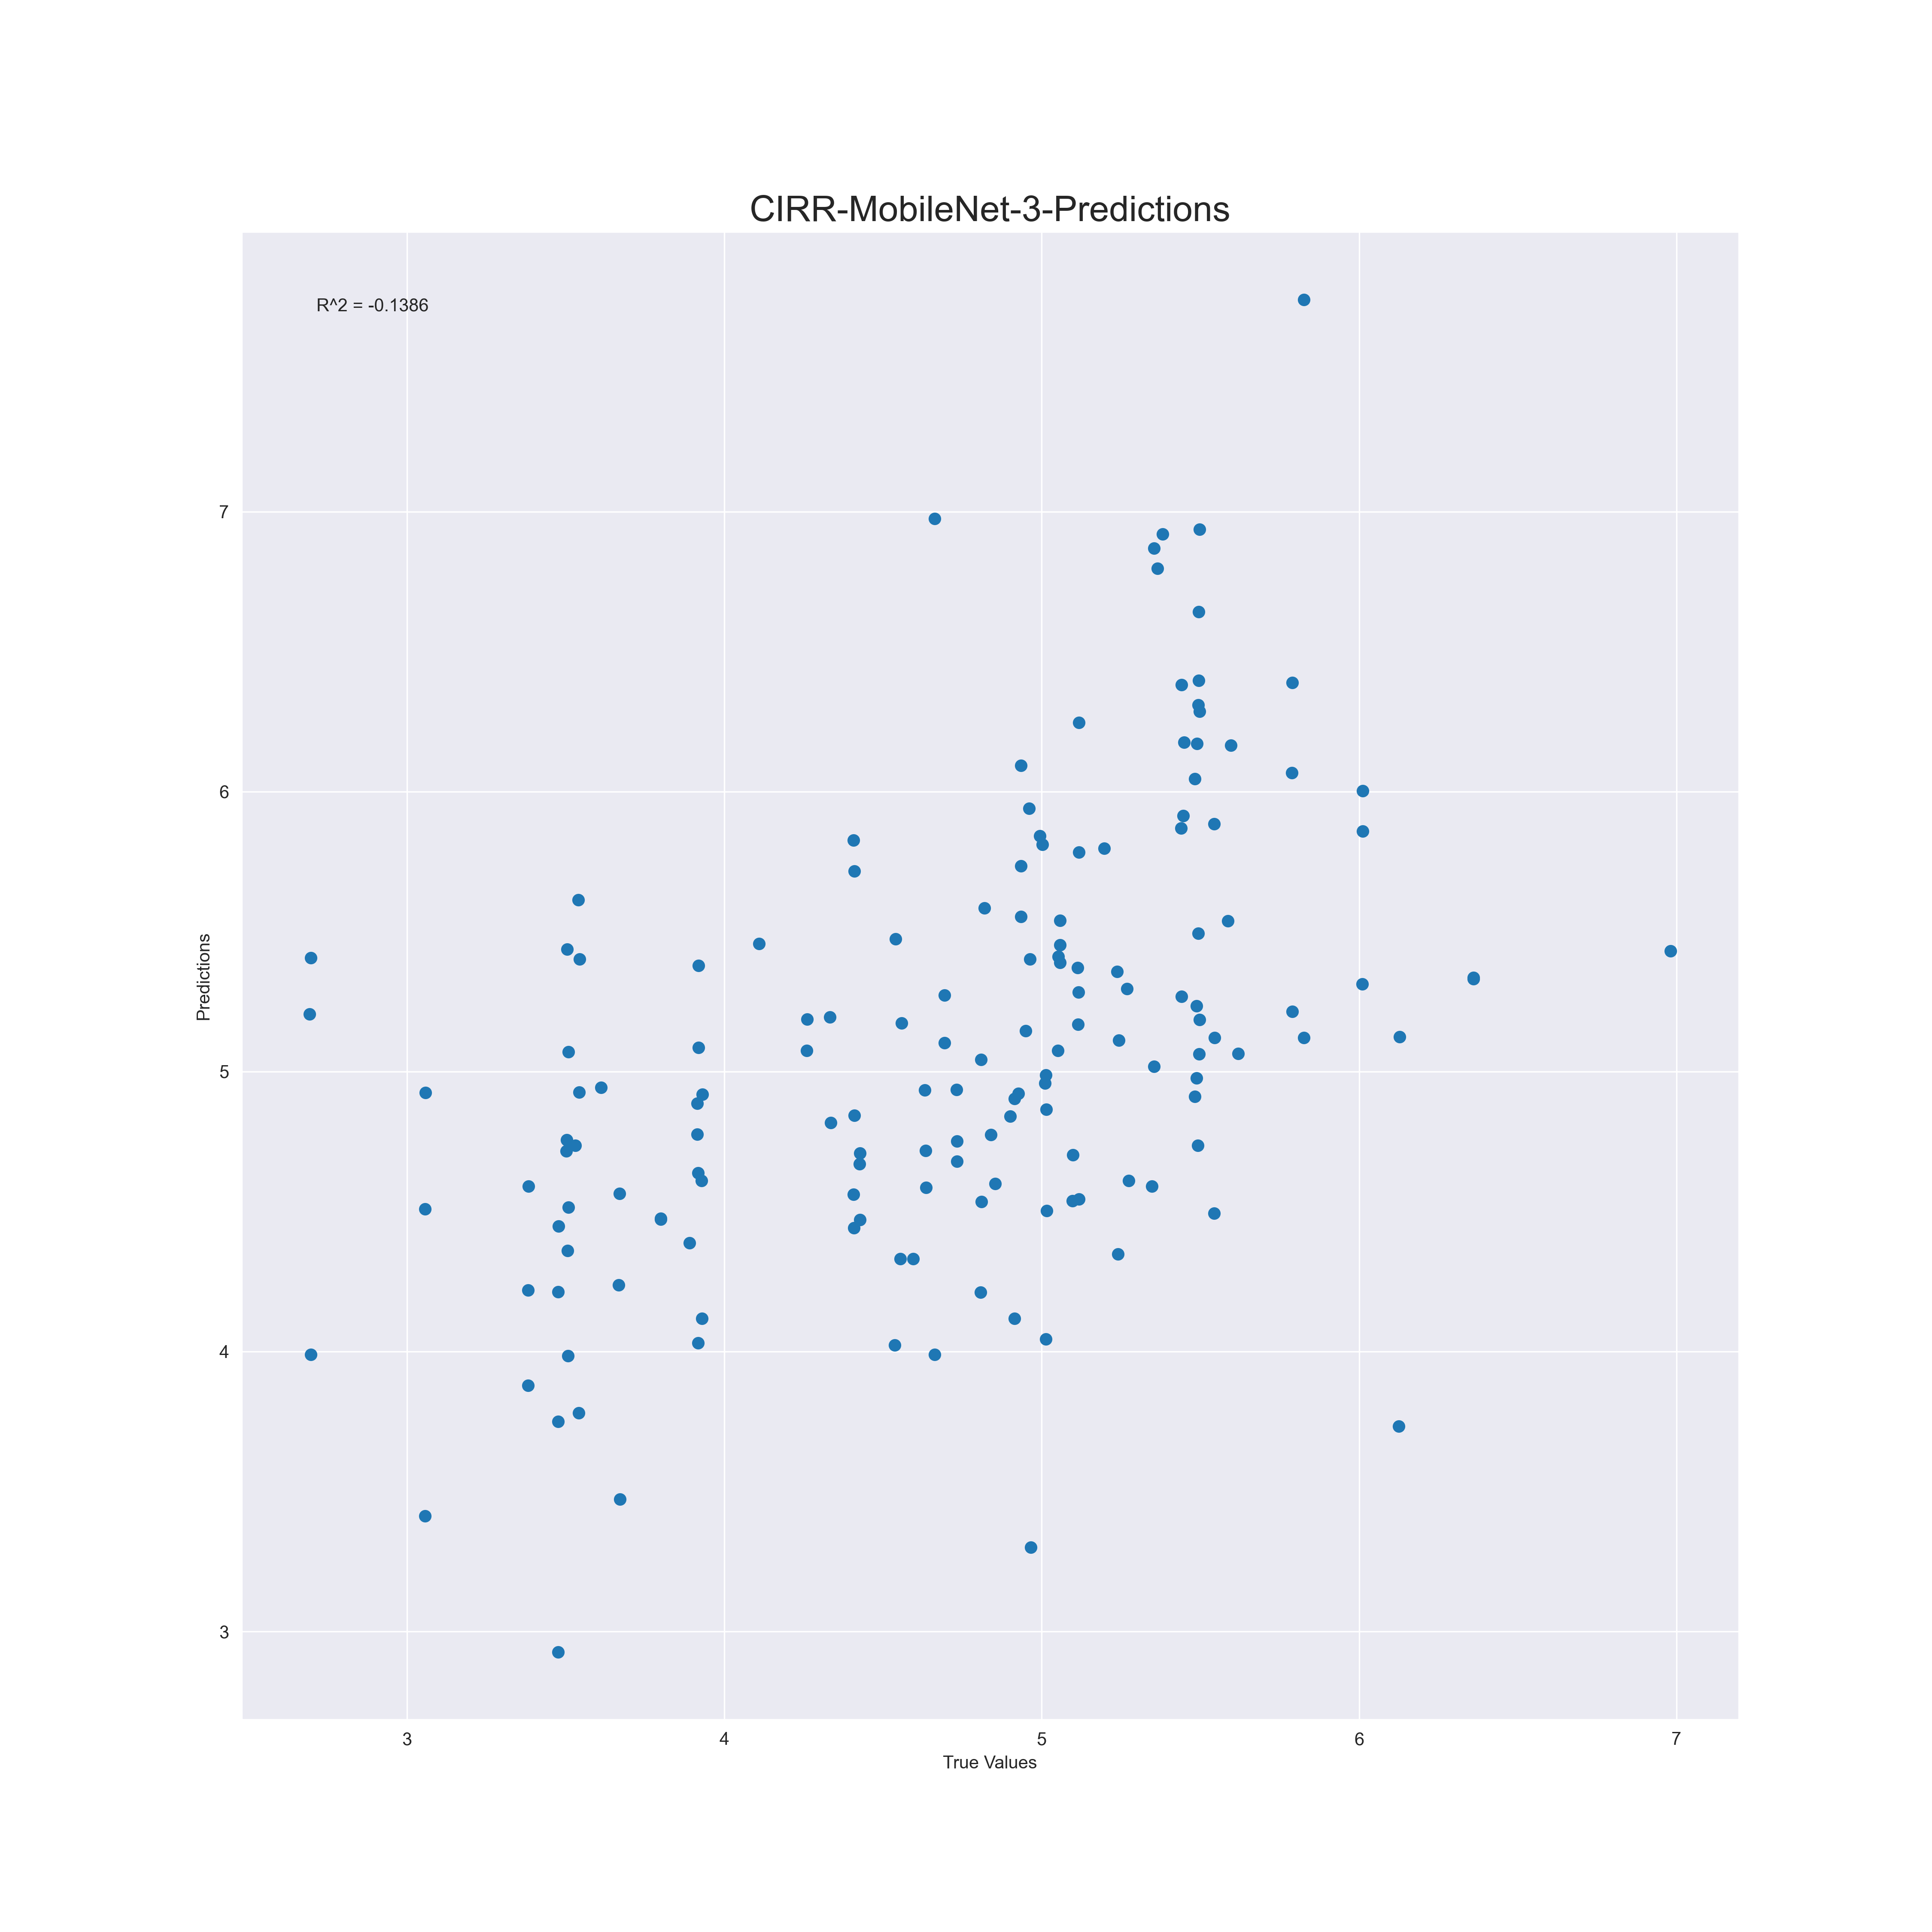 CIRR-MobileNet-3-Predictions
R^2 = -0.1386
7
6
5
4
3
Predictions
3 4 5 6 7
True Values